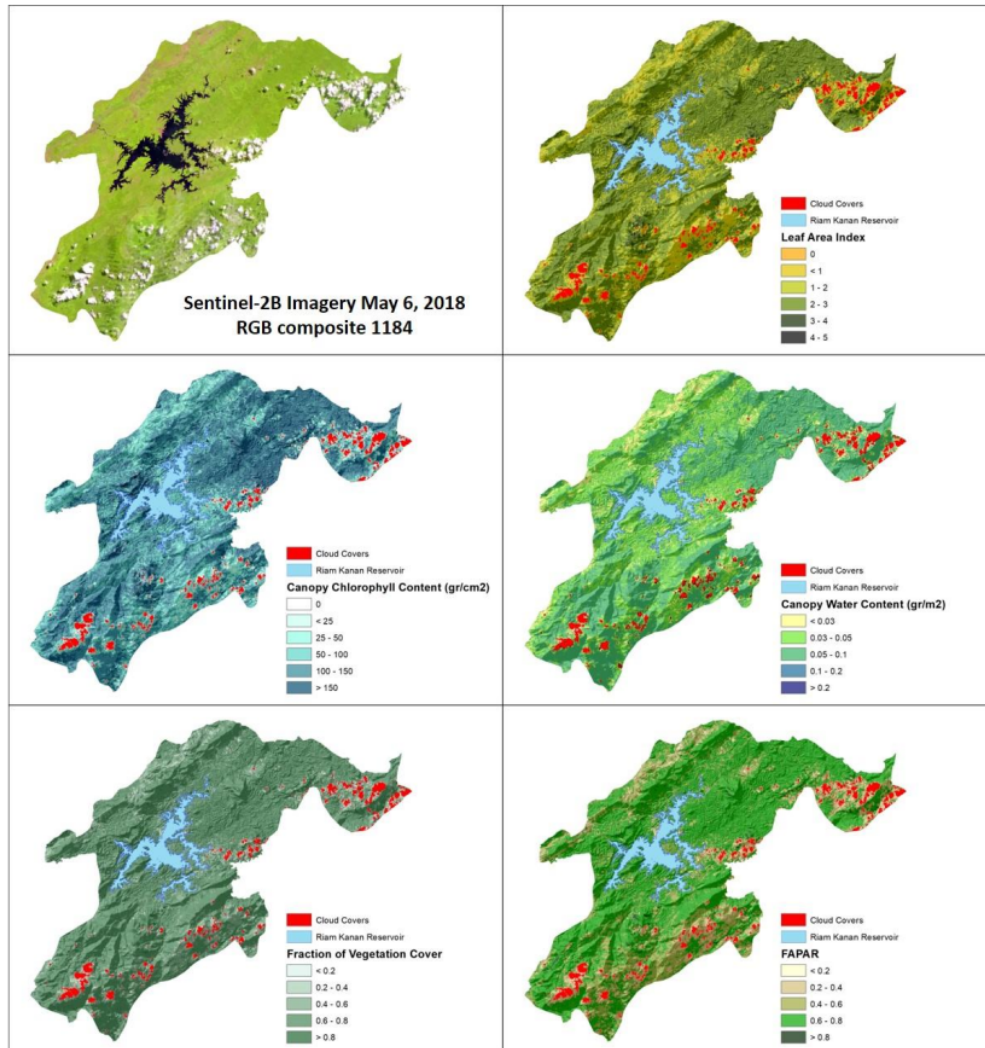 Sentinel-2B Imagery May 6, 2018
RGB composite 1184
Cloud Covers
Riam Kanan Reservoir
Leaf Area Index
0
< 1
1 - 2
2 - 3
3 - 4
4 - 5
Cloud Covers
Riam Kanan Reservoir
Canopy Chlorophyll Content (gr/cm2)
0
< 25
25 - 50
50 - 100
100 - 150
> 150
Cloud Covers
Riam Kanan Reservoir
Canopy Water Content (gr/m2)
< 0.03
0.03 - 0.05
0.05 - 0.1
0.1 - 0.2
> 0.2
Cloud Covers
Riam Kanan Reservoir
Fraction of Vegetation Cover
< 0.2
0.2 - 0.4
0.4 - 0.6
0.6 - 0.8
> 0.8
Cloud Covers
Riam Kanan Reservoir
FAPAR
< 0.2
0.2 - 0.4
0.4 - 0.6
0.6 - 0.8
> 0.8